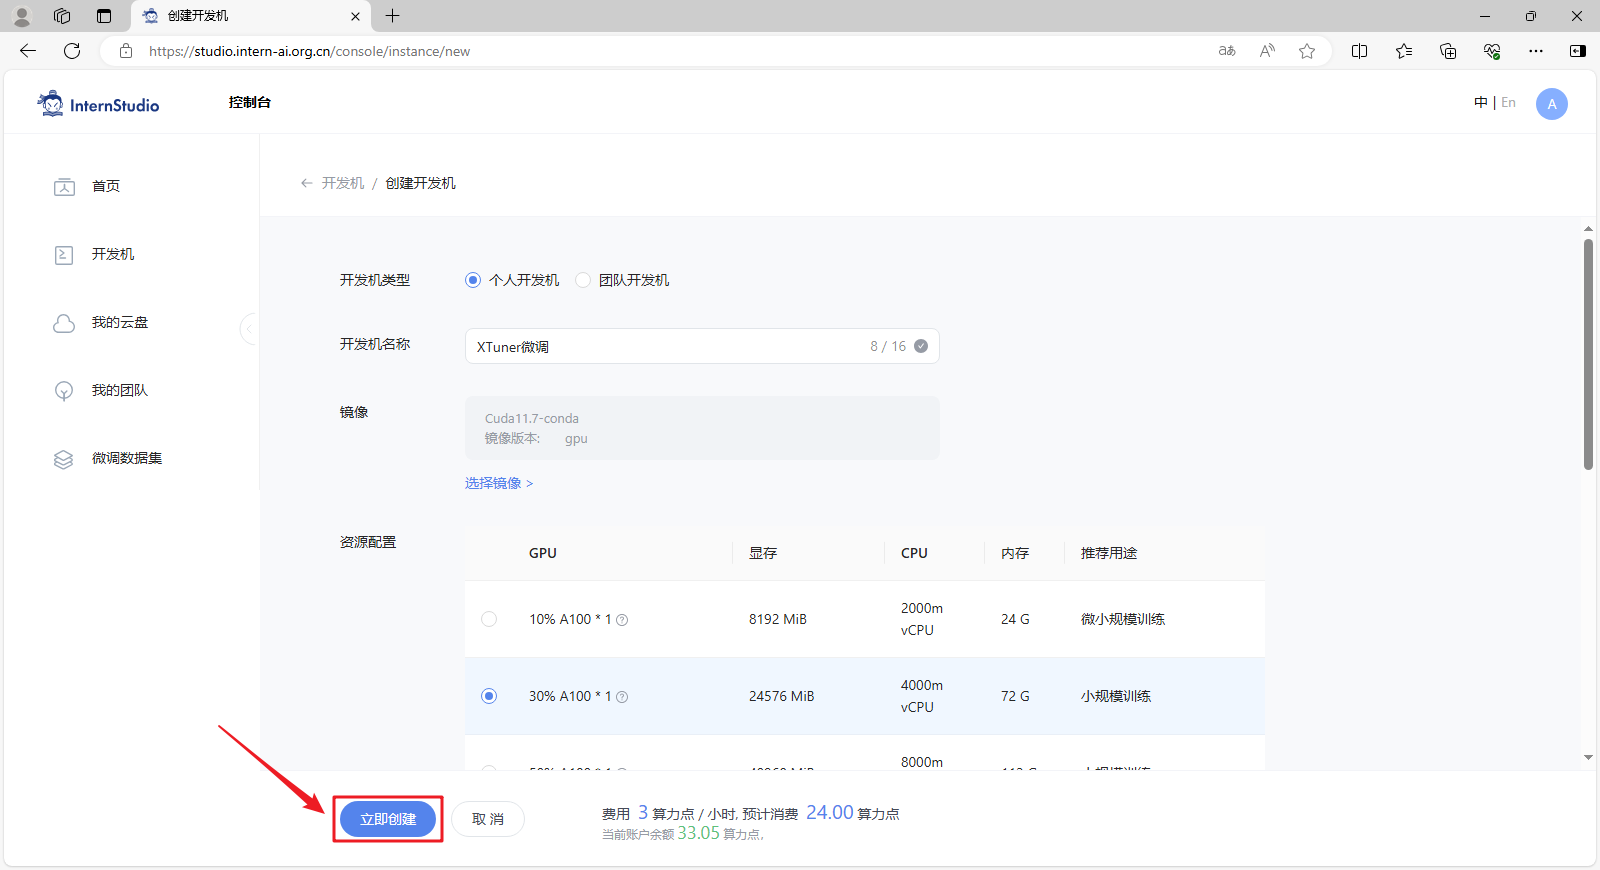 创建开发机
https://studio.intern-ai.org.cn/console/instance/new
InternStudio
控制台
中 | En
A
首页
开发机
我的云盘
我的团队
微调数据集
← 开发机 / 创建开发机
开发机类型
个人开发机
团队开发机
开发机名称
XTuner微调
8 / 16
镜像
Cuda11.7-conda
镜像版本: gpu
选择镜像 >
资源配置
GPU 显存 CPU 内存 推荐用途
10% A100 * 1 8192 MiB 2000m vCPU 24 G 微小规模训练
30% A100 * 1 24576 MiB 4000m vCPU 72 G 小规模训练
8000m
立即创建
取 消
费用 3 算力点 / 小时, 预计消费 24.00 算力点
当前账户余额 33.05 算力点,